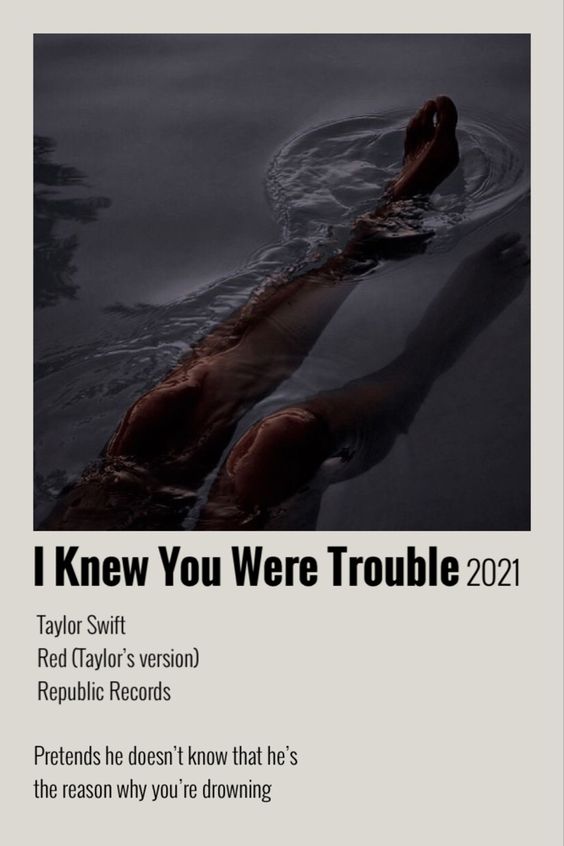 I Knew You Were Trouble 2021
Taylor Swift
Red (Taylor's version)
Republic Records
Pretends he doesn't know that he's
the reason why you're drowning